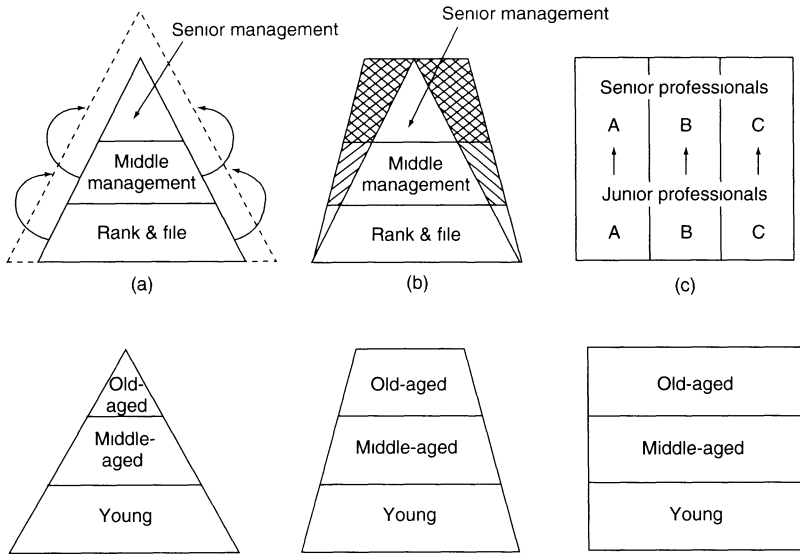 Senior management
Senior management
Middle
management
Rank & file
(a)
Middle
management
Rank & file
(b)
Senior professionals
A B C
Junior professionals
A B C
(c)
Old-
aged
Middle-
aged
Young
Old-aged
Middle-aged
Young
Old-aged
Middle-aged
Young